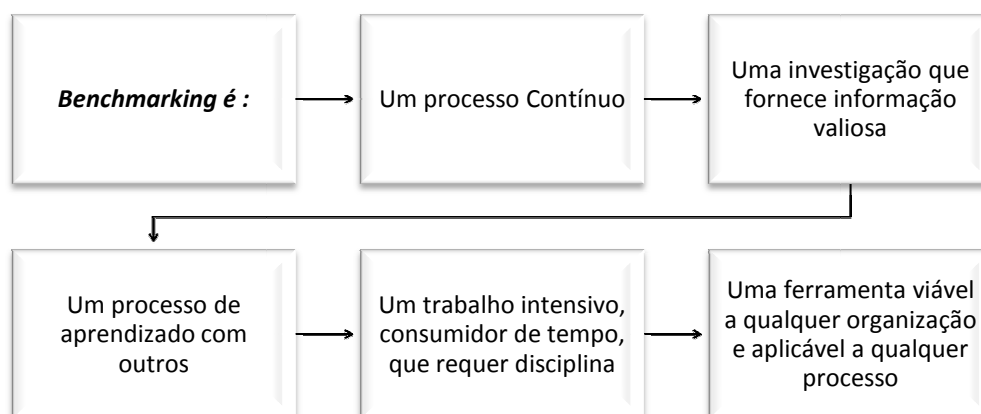 Benchmarking é :
Um processo Contínuo
Uma investigação que
fornece informação
valiosa
Um processo de
aprendizado com
outros
Um trabalho intensivo,
consumidor de tempo,
que requer disciplina
Uma ferramenta viável
a qualquer organização
e aplicável a qualquer
processo